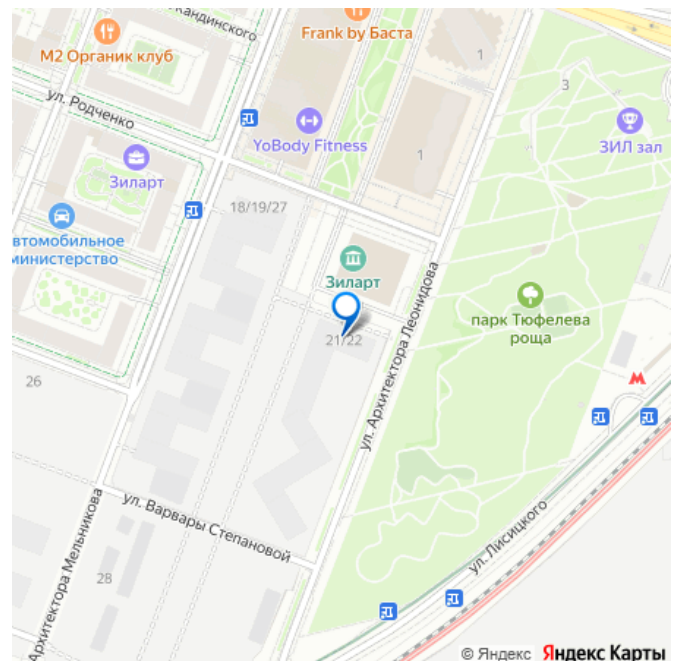 Кандинского
Frank by Баста
М2 Органик клуб
1
3
ул. Родченко
YoBody Fitness
ЗИЛ зал
1
Зиларт
18/19/27
втомобильное
министерство
Зиларт
парк Тюфелева
роща
21/22
26
ул. Архитектора Леонидова
М
ул. Варвары Степановой
ул. Лисицкого
28
Архитектора Мельникова
© Яндекс Яндекс Карты